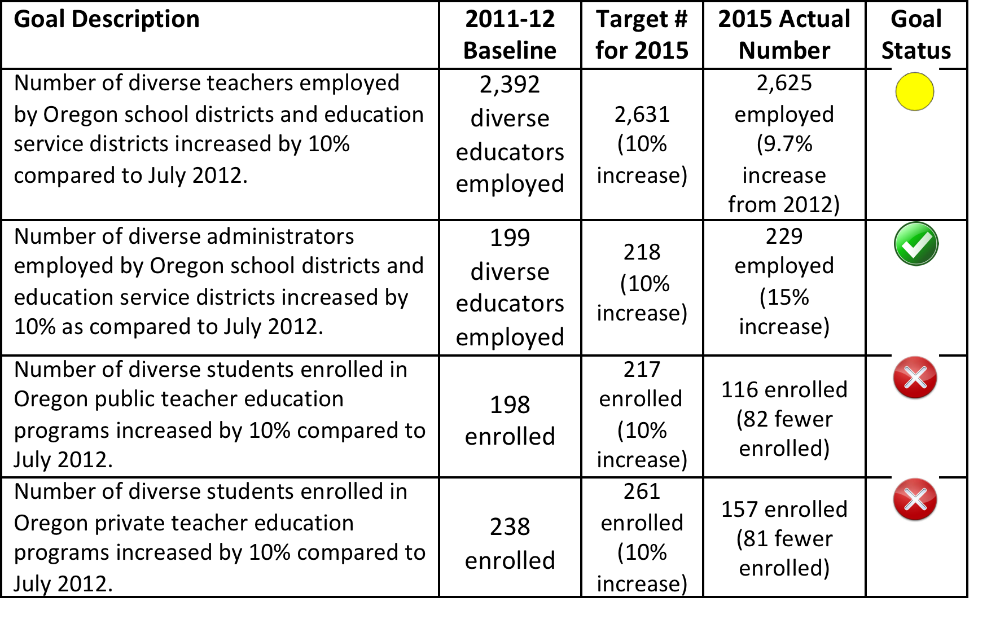 Goal Description
2011-12
Baseline
Target #
for 2015
2015 Actual
Number
Goal
Status
Number of diverse teachers employed
by Oregon school districts and education
service districts increased by 10%
compared to July 2012.
2,392
diverse
educators
employed
2,631
(10%
increase)
2,625
employed
(9.7%
increase
from 2012)
Number of diverse administrators
employed by Oregon school districts and
education service districts increased by
10% as compared to July 2012.
199
diverse
educators
employed
218
(10%
increase)
229
employed
(15%
increase)
Number of diverse students enrolled in
Oregon public teacher education
programs increased by 10% compared to
July 2012.
198
enrolled
217
enrolled
(10%
increase)
116 enrolled
(82 fewer
enrolled)
Number of diverse students enrolled in
Oregon private teacher education
programs increased by 10% compared to
July 2012.
238
enrolled
261
enrolled
(10%
increase)
157 enrolled
(81 fewer
enrolled)